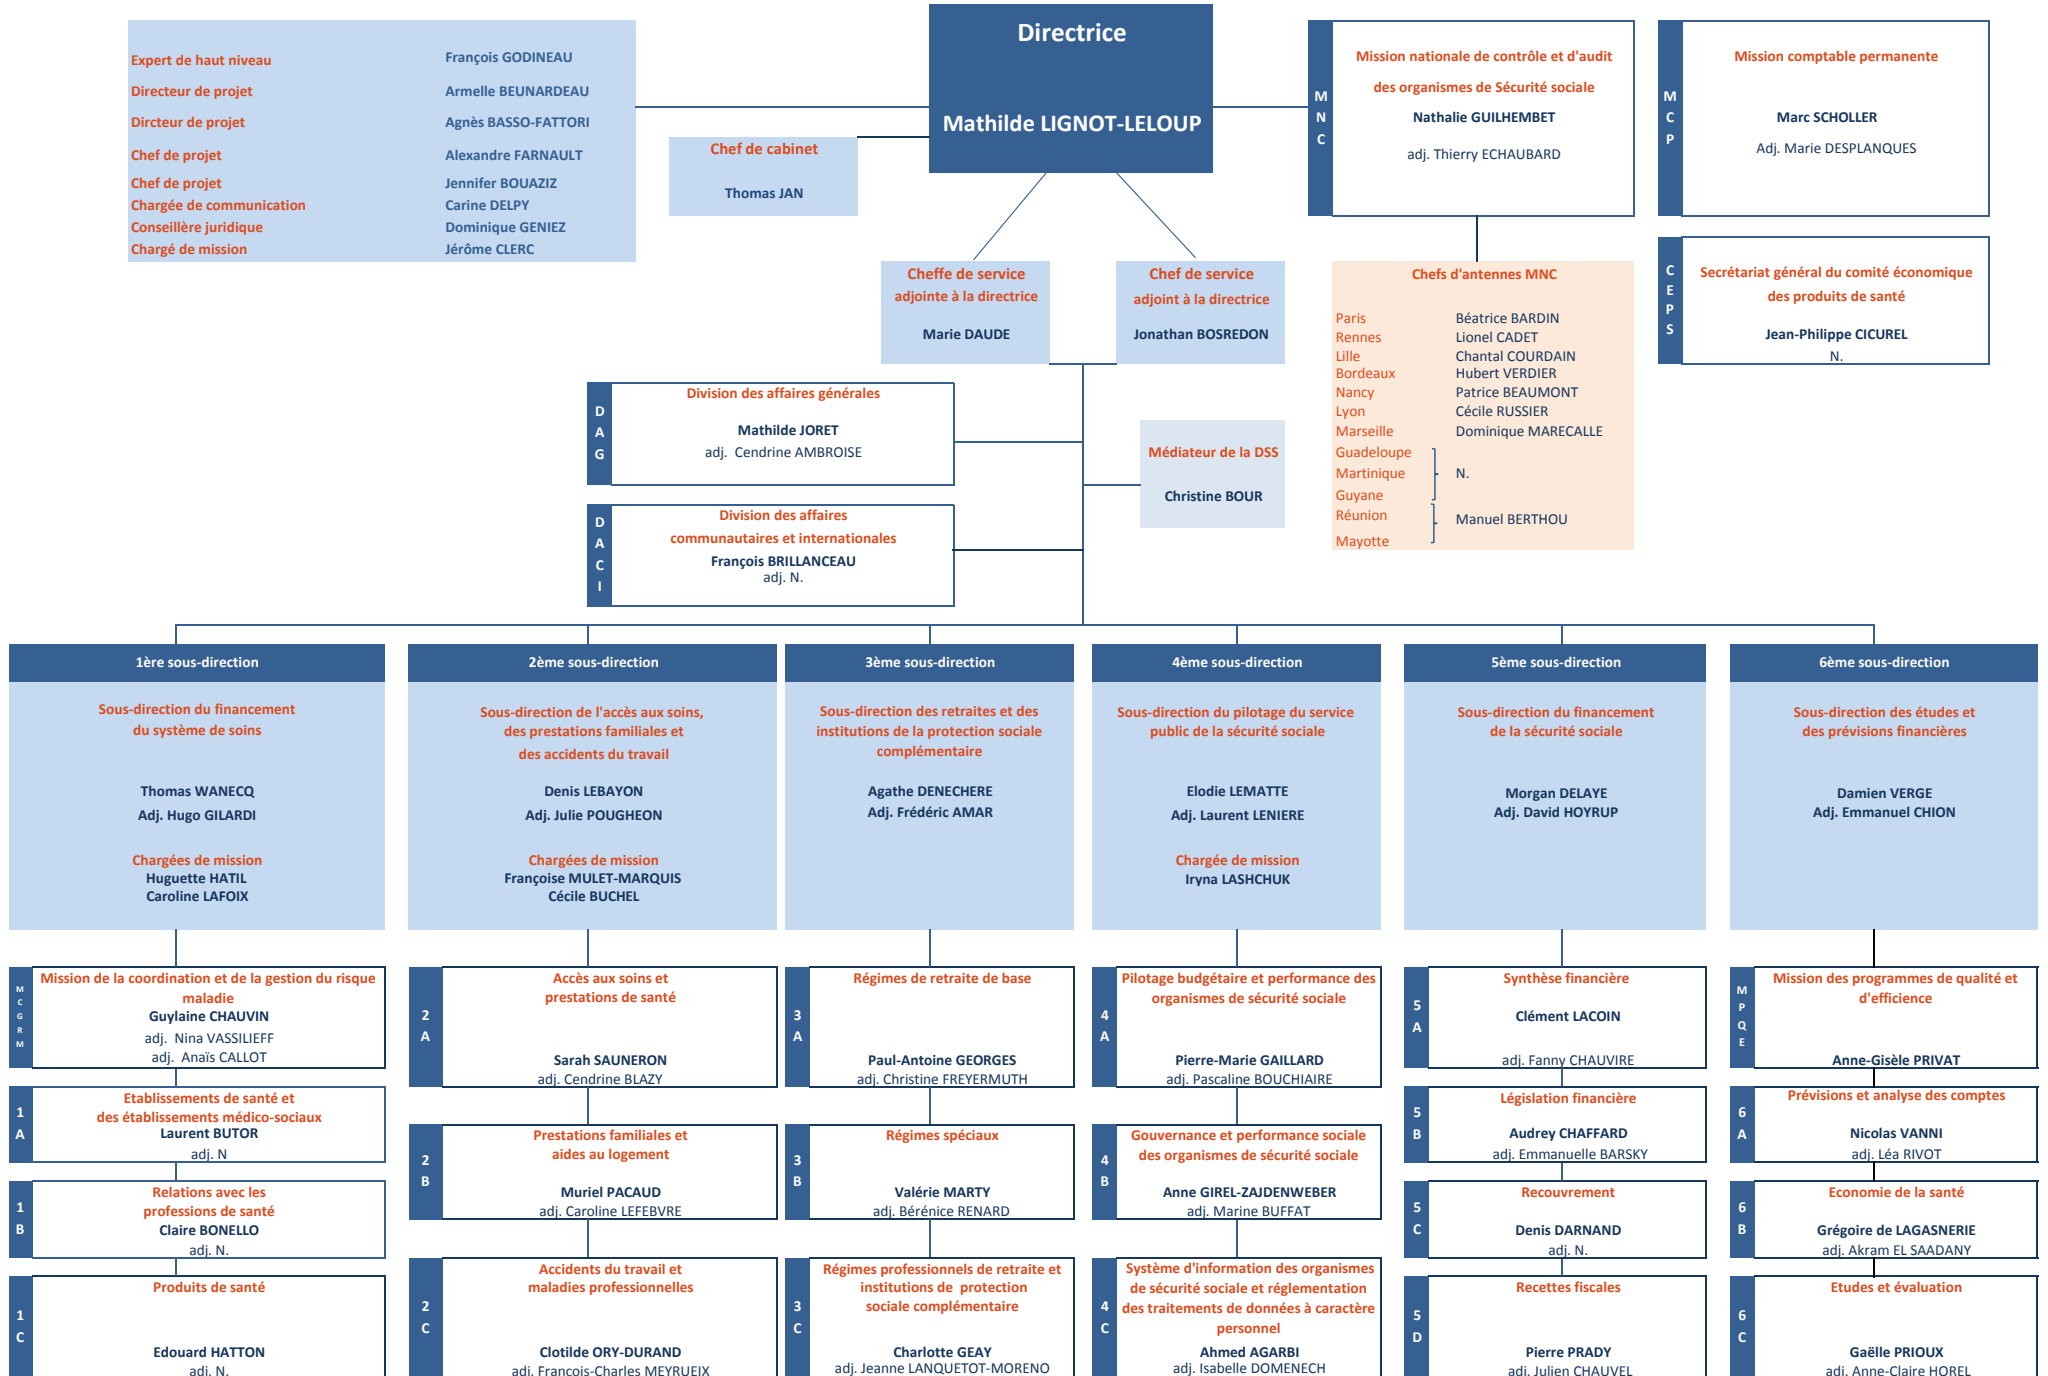 Expert de haut niveau François GODINEAU
Directeur de projet Armelle BEUNARDEAU
Dircteur de projet Agnès BASSO-FATTORI
Chef de projet Alexandre FARNAULT
Chef de projet Jennifer BOUAZIZ
Chargée de communication Carine DELPY
Conseillère juridique Dominique GENIEZ
Chargé de mission Jérôme CLERC
Chef de cabinet
Thomas JAN
Directrice
Mathilde LIGNOT-LELOUP
MNC
Mission nationale de contrôle et d'audit
des organismes de Sécurité sociale
Nathalie GUILHEMBET
adj. Thierry ECHAUBARD
MCP
Mission comptable permanente
Marc SCHOLLER
Adj. Marie DESPLANQUES
CEPS
Secrétariat général du comité économique
des produits de santé
Jean-Philippe CICUREL
N.
Cheffe de service
adjointe à la directrice
Marie DAUDE
Chef de service
adjoint à la directrice
Jonathan BOSREDON
Chefs d'antennes MNC
Paris Béatrice BARDIN
Rennes Lionel CADET
Lille Chantal COURDAIN
Bordeaux Hubert VERDIER
Nancy Patrice BEAUMONT
Lyon Cécile RUSSIER
Marseille Dominique MARECALLE
Guadeloupe
Martinique N.
Guyane
Réunion
Manuel BERTHOU
Mayotte
DAG
Division des affaires générales
Mathilde JORET
adj. Cendrine AMBROISE
Médiateur de la DSS
Christine BOUR
DACI
Division des affaires
communautaires et internationales
François BRILLANCEAU
adj. N.
1ère sous-direction
Sous-direction du financement
du système de soins
Thomas WANECQ
Adj. Hugo GILARDI
Chargées de mission
Huguette HATIL
Caroline LAFOIX
MCGRM
Mission de la coordination et de la gestion du risque
maladie
Guylaine CHAUVIN
adj. Nina VASSILIEFF
adj. Anaïs CALLOT
1A
Etablissements de santé et
des établissements médico-sociaux
Laurent BUTOR
adj. N
1B
Relations avec les
professions de santé
Claire BONELLO
adj. N.
1C
Produits de santé
Edouard HATTON
adj. N.
2ème sous-direction
Sous-direction de l'accès aux soins,
des prestations familiales et
des accidents du travail
Denis LEBAYON
Adj. Julie POUGHEON
Chargées de mission
Françoise MULET-MARQUIS
Cécile BUCHEL
2A
Accès aux soins et
prestations de santé
Sarah SAUNERON
adj. Cendrine BLAZY
2B
Prestations familiales et
aides au logement
Muriel PACAUD
adj. Caroline LEFEBVRE
2C
Accidents du travail et
maladies professionnelles
Clotilde ORY-DURAND
adj. François-Charles MEYRUEIX
3ème sous-direction
Sous-direction des retraites et des
institutions de la protection sociale
complémentaire
Agathe DENECHERE
Adj. Frédéric AMAR
3A
Régimes de retraite de base
Paul-Antoine GEORGES
adj. Christine FREYERMUTH
3B
Régimes spéciaux
Valérie MARTY
adj. Bérénice RENARD
3C
Régimes professionnels de retraite et
institutions de protection
sociale complémentaire
Charlotte GEAY
adj. Jeanne LANQUETOT-MORENO
4ème sous-direction
Sous-direction du pilotage du service
public de la sécurité sociale
Elodie LEMATTE
Adj. Laurent LENIERE
Chargée de mission
Iryna LASHCHUK
4A
Pilotage budgétaire et performance des
organismes de sécurité sociale
Pierre-Marie GAILLARD
adj. Pascaline BOUCHIAIRE
4B
Gouvernance et performance sociale
des organismes de sécurité sociale
Anne GIREL-ZAJDENWEBER
adj. Marine BUFFAT
4C
Système d'information des organismes
de sécurité sociale et réglementation
des traitements de données à caractère
personnel
Ahmed AGARBI
adj. Isabelle DOMENECH
5ème sous-direction
Sous-direction du financement
de la sécurité sociale
Morgan DELAYE
Adj. David HOYRUP
5A
Synthèse financière
Clément LACOIN
adj. Fanny CHAUVIRE
5B
Législation financière
Audrey CHAFFARD
adj. Emmanuelle BARSKY
5C
Recouvrement
Denis DARNAND
adj. N.
5D
Recettes fiscales
Pierre PRADY
adj. Julien CHAUVEL
6ème sous-direction
Sous-direction des études et
des prévisions financières
Damien VERGE
Adj. Emmanuel CHION
MPQE
Mission des programmes de qualité et
d'efficience
Anne-Gisèle PRIVAT
6A
Prévisions et analyse des comptes
Nicolas VANNI
adj. Léa RIVOT
6B
Economie de la santé
Grégoire de LAGASNERIE
adj. Akram EL SAADANY
6C
Etudes et évaluation
Gaëlle PRIOUX
adj. Anne-Claire HOREL